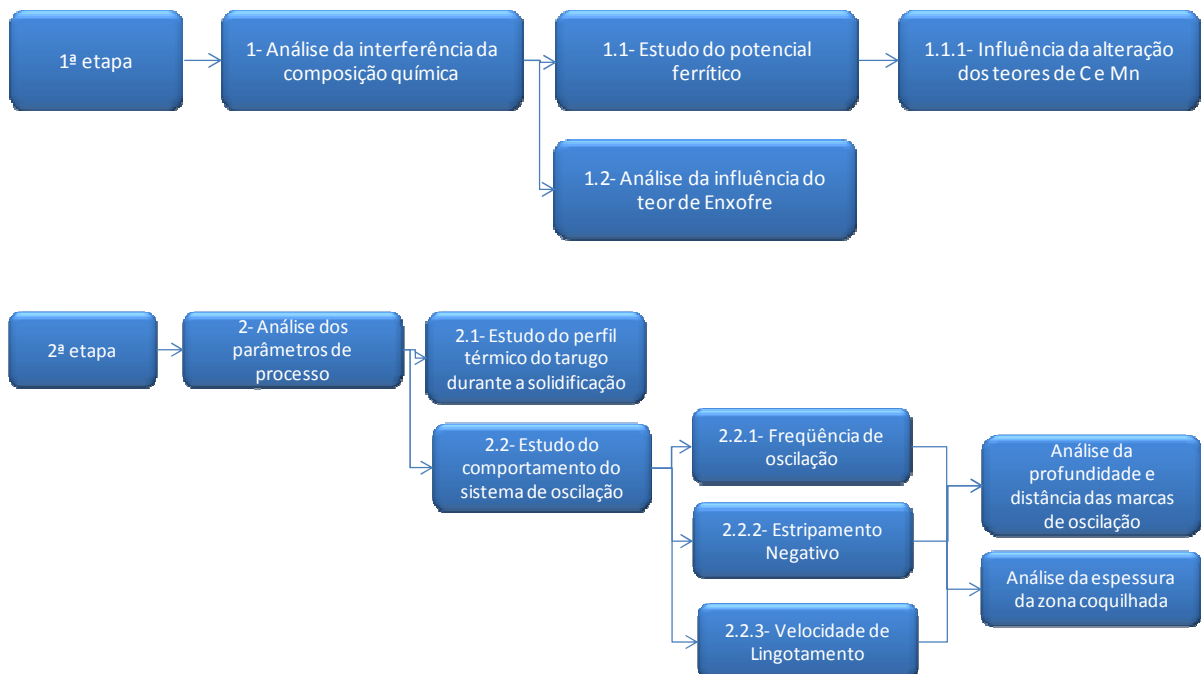 1ª etapa
1- Análise da interferência da
composição química
1.1- Estudo do potencial
ferrítico
1.1.1- Influência da alteração
dos teores de C e Mn
1.2- Análise da influência do
teor de Enxofre
2ª etapa
2- Análise dos
parâmetros de
processo
2.1- Estudo do perfil
térmico do tarugo
durante a solidificação
2.2- Estudo do
comportamento do
sistema de oscilação
2.2.1- Freqüência de
oscilação
2.2.2- Estripamento
Negativo
2.2.3- Velocidade de
Lingotamento
Análise da
profundidade e
distância das marcas
de oscilação
Análise da espessura
da zona coquilhada